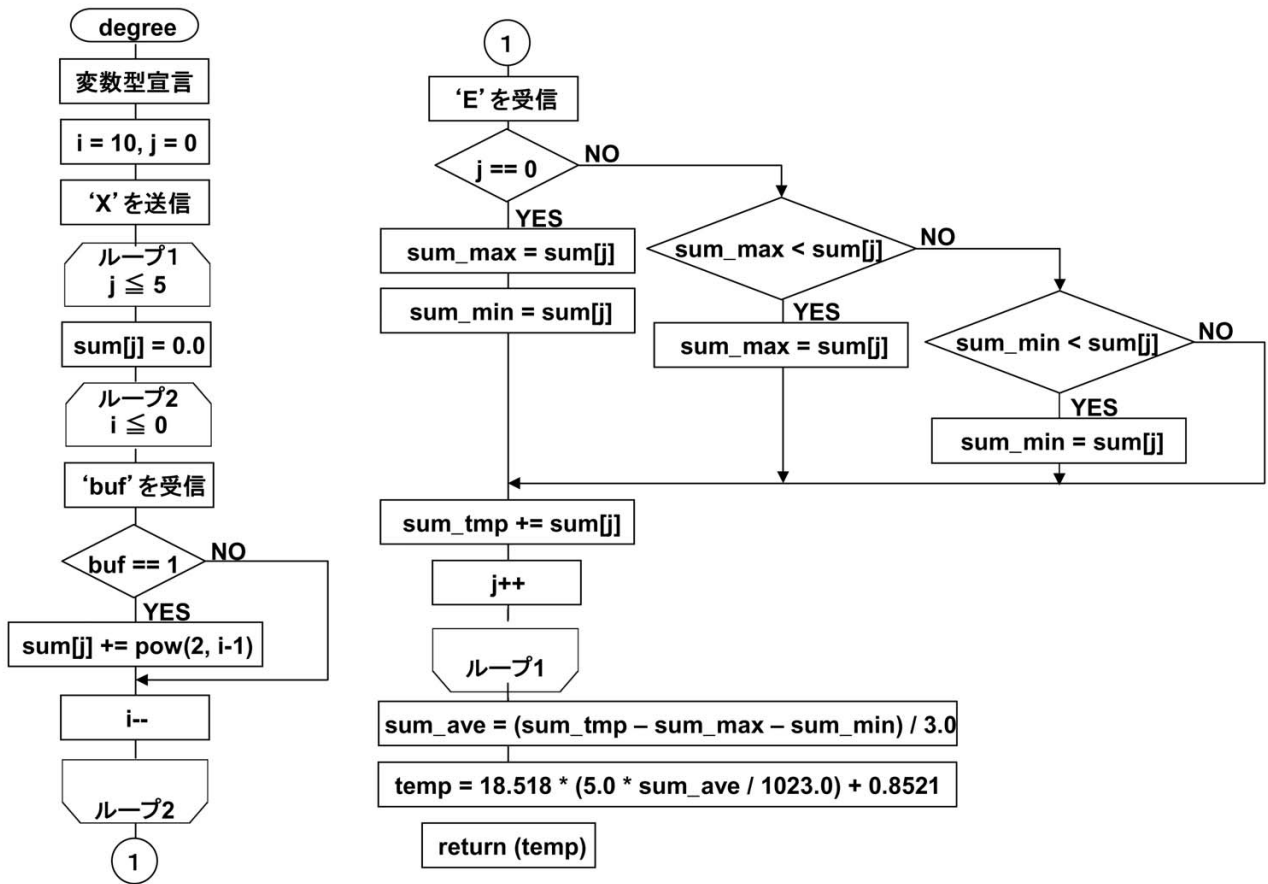 degree
変数型宣言
i = 10, j = 0
‘X’を送信
ループ1
j ≦ 5
sum[j] = 0.0
ループ2
i ≦ 0
‘buf’を受信
buf == 1
NO
YES
sum[j] += pow(2, i-1)
i--
ループ2
1
1
‘E’を受信
j == 0
NO
YES
sum_max = sum[j]
sum_min = sum[j]
sum_max < sum[j]
NO
YES
sum_max = sum[j]
sum_min < sum[j]
NO
YES
sum_min = sum[j]
sum_tmp += sum[j]
j++
ループ1
sum_ave = (sum_tmp – sum_max – sum_min) / 3.0
temp = 18.518 * (5.0 * sum_ave / 1023.0) + 0.8521
return (temp)